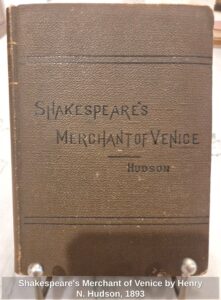 SHAKESPEARE'S
MERCHANT OF VENICE
HUDSON
Shakespeare's Merchant of Venice by Henry
N. Hudson, 1893